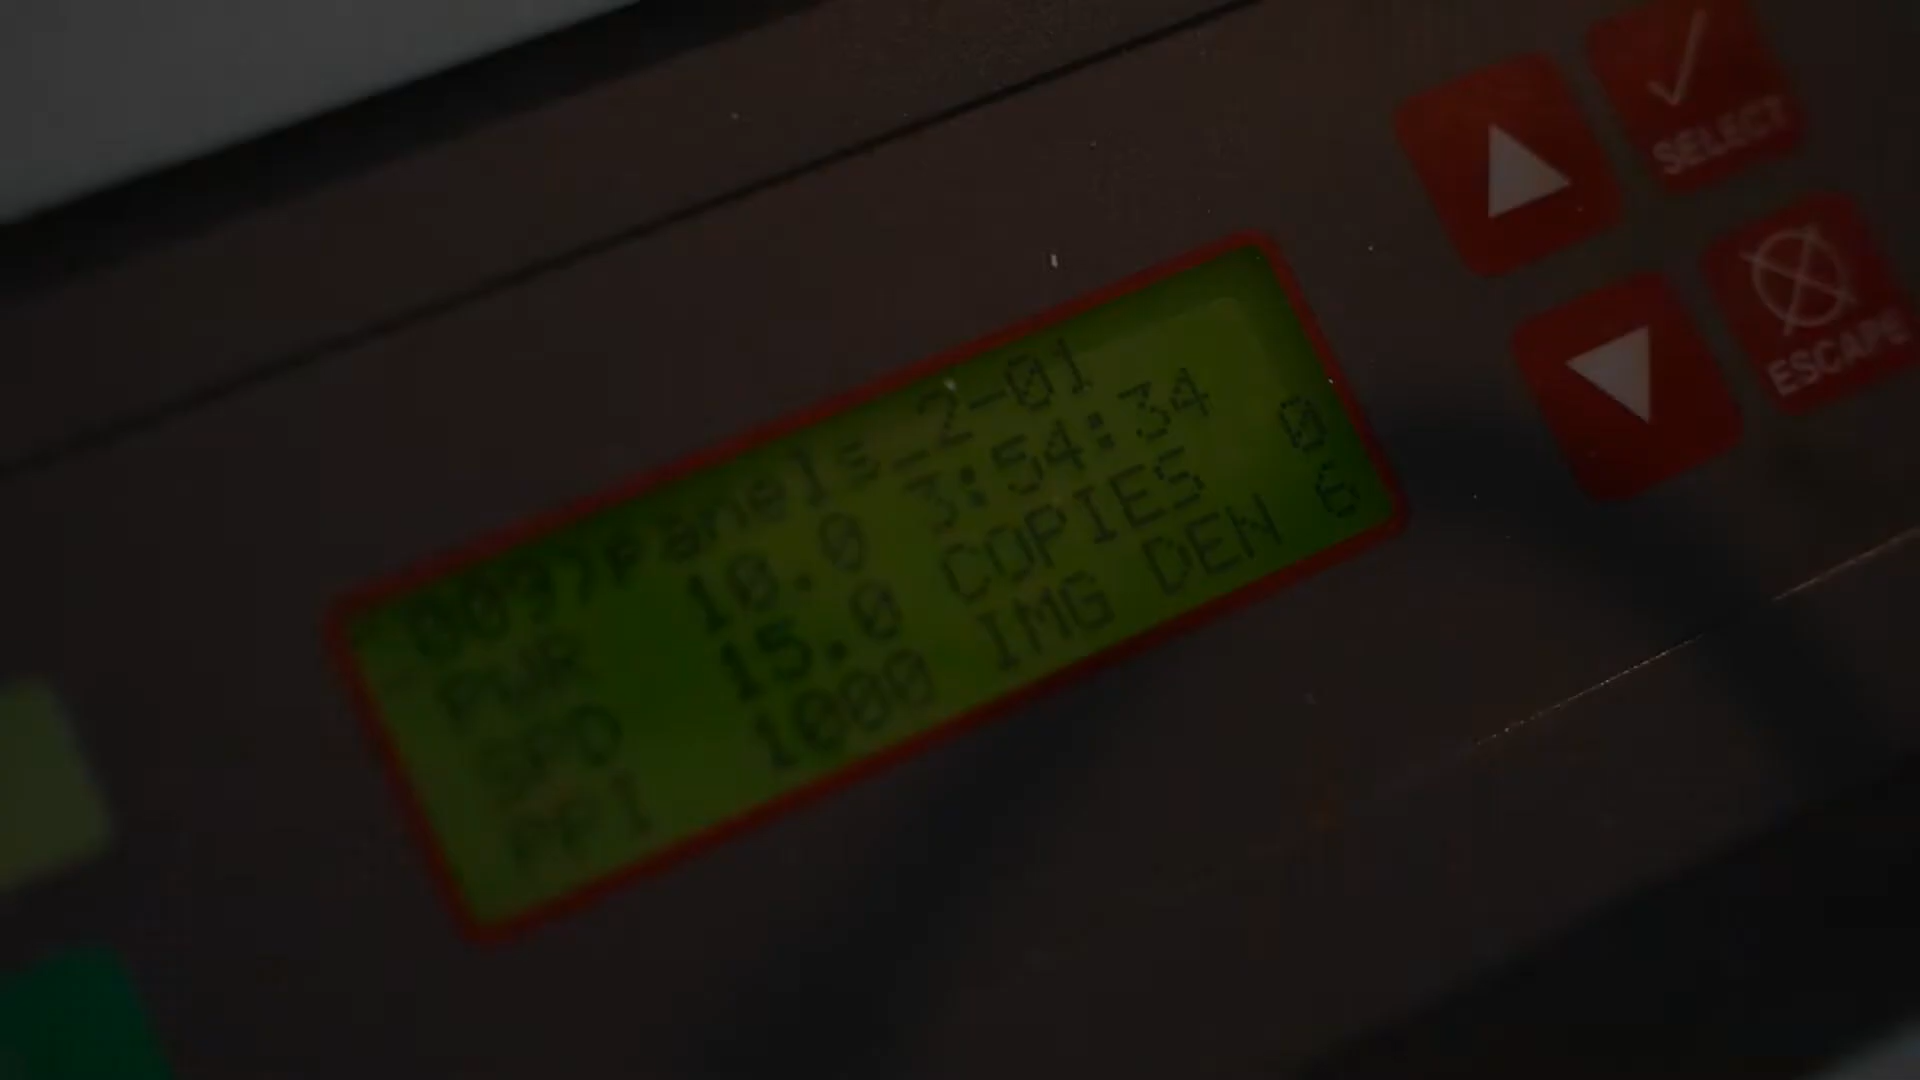 009)Panels_2-01
PWR 10.0 3:54:34
SPD 15.0 COPIES 0
PPI 1000 IMG DEN 6
SELECT
ESCAPE